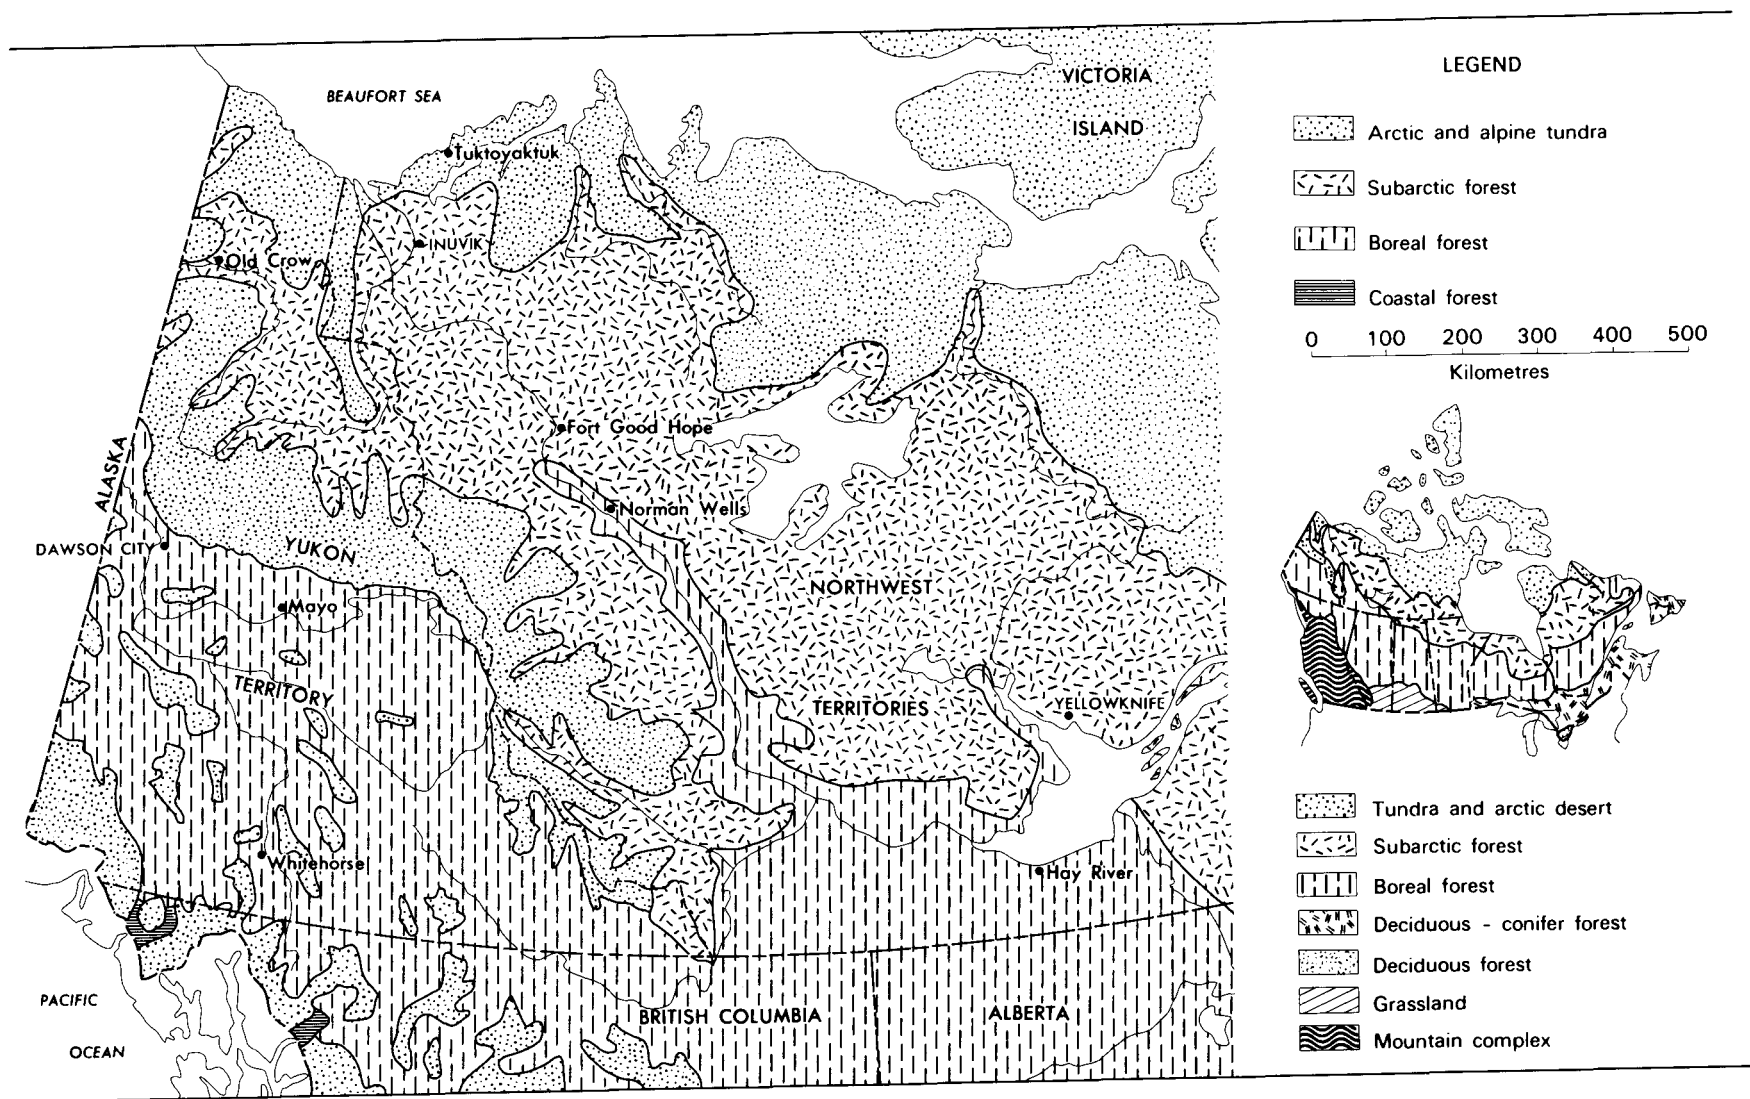 BEAUFORT SEA
VICTORIA
ISLAND
Tuktoyaktuk
INUVIK
Old Crow
Fort Good Hope
ALASKA
Norman Wells
DAWSON CITY
YUKON
Mayo
NORTHWEST
TERRITORY
TERRITORIES
YELLOWKNIFE
Whitehorse
Hay River
PACIFIC
OCEAN
BRITISH COLUMBIA
ALBERTA
LEGEND
Arctic and alpine tundra
Subarctic forest
Boreal forest
Coastal forest
0 100 200 300 400 500
Kilometres
Tundra and arctic desert
Subarctic forest
Boreal forest
Deciduous - conifer forest
Deciduous forest
Grassland
Mountain complex